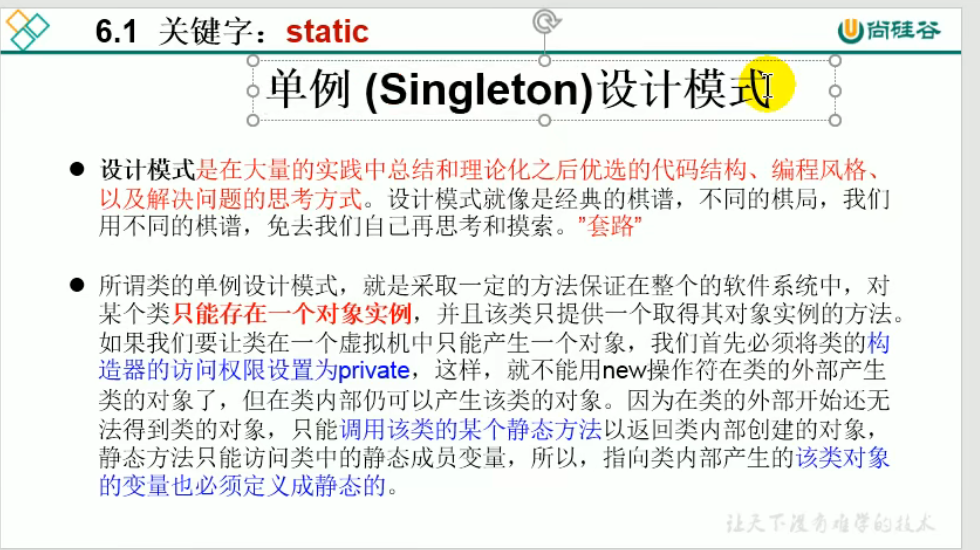 6.1 关键字：static
尚硅谷
单例 (Singleton)设计模式
● 设计模式是在大量的实践中总结和理论化之后优选的代码结构、编程风格、
以及解决问题的思考方式。设计模式就像是经典的棋谱，不同的棋局，我们
用不同的棋谱，免去我们自己再思考和摸索。”套路”
● 所谓类的单例设计模式，就是采取一定的方法保证在整个的软件系统中，对
某个类只能存在一个对象实例，并且该类只提供一个取得其对象实例的方法。
如果我们要让类在一个虚拟机中只能产生一个对象，我们首先必须将类的构
造器的访问权限设置为private，这样，就不能用new操作符在类的外部产生
类的对象了，但在类内部仍可以产生该类的对象。因为在类的外部开始还无
法得到类的对象，只能调用该类的某个静态方法以返回类内部创建的对象，
静态方法只能访问类中的静态成员变量，所以，指向类内部产生的该类对象
的变量也必须定义成静态的。
让天下没有难学的技术